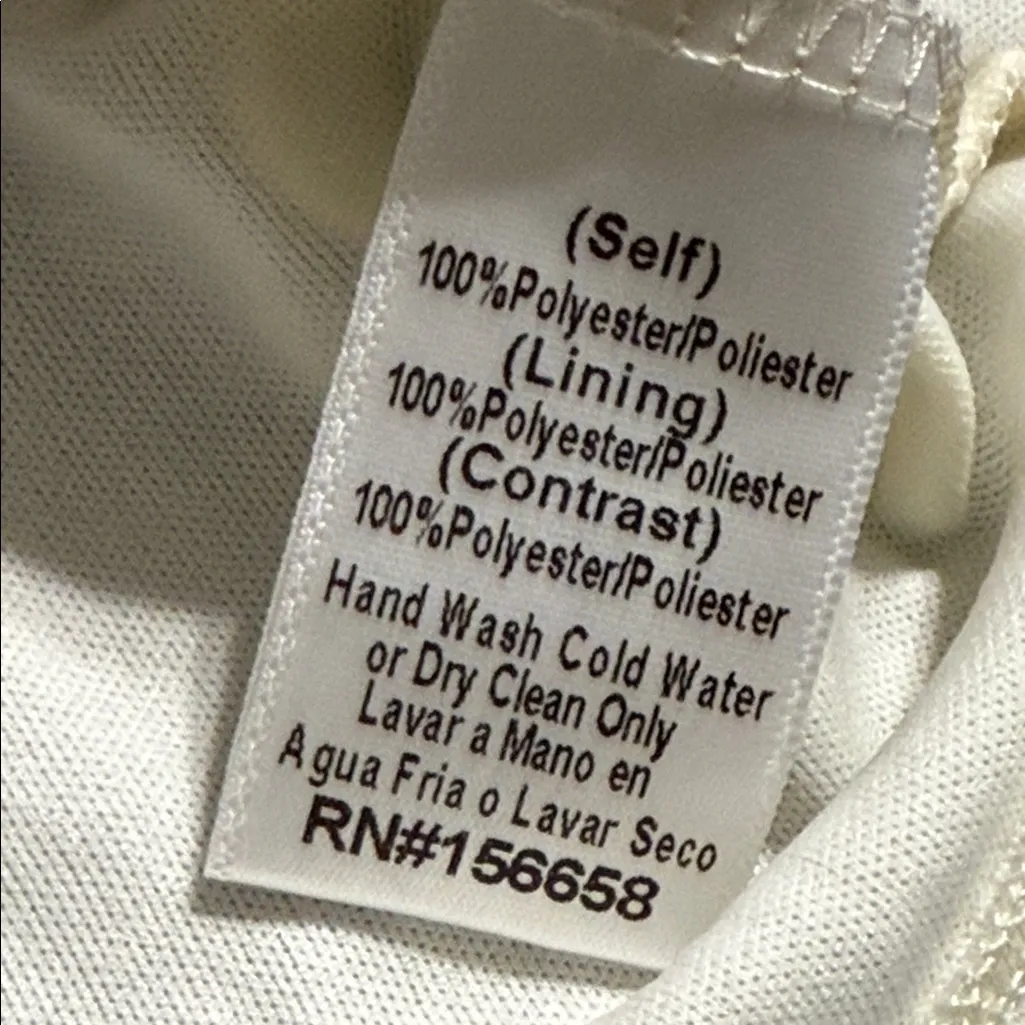 (Self)
100%Polyester/Poliester
(Lining)
100%Polyester/Poliester
(Contrast)
100%Polyester/Poliester
Hand Wash Cold Water
or Dry Clean Only
Lavar a Mano en
Agua Fria o Lavar Seco
RN#156658